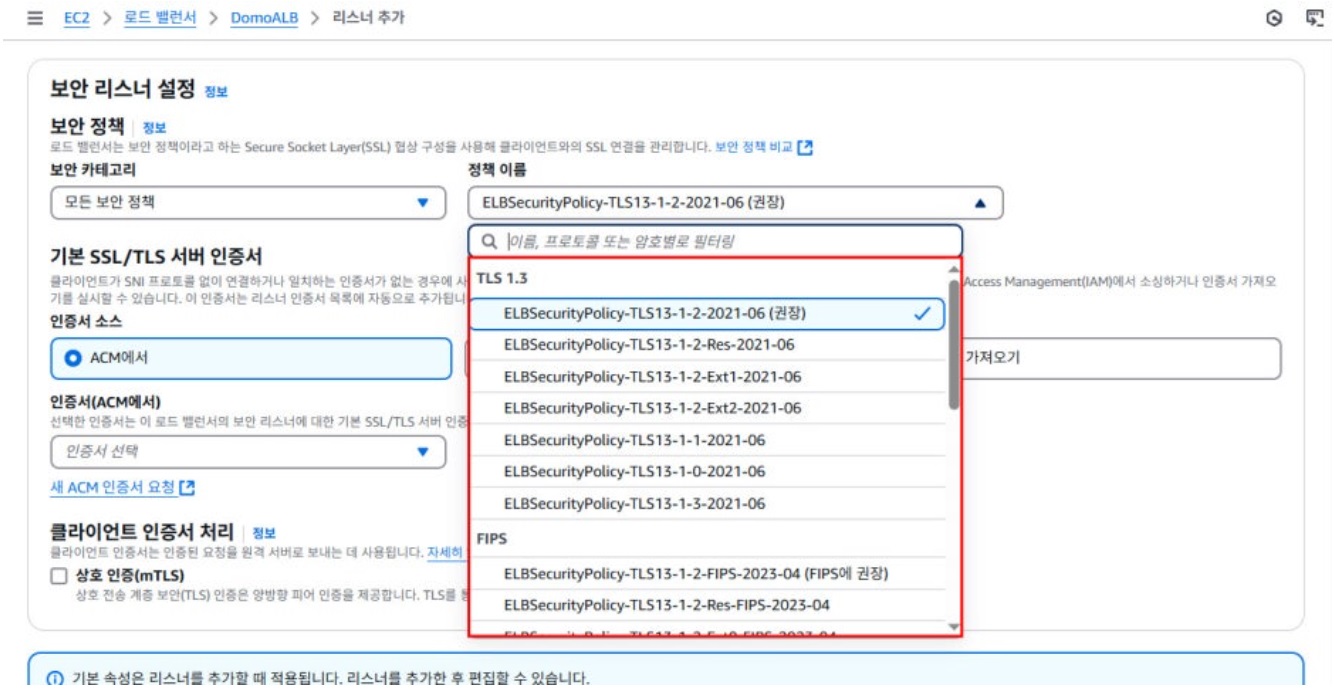 EC2 > 로드 밸런서 > DomoALB > 리스너 추가
보안 리스너 설정 정보
보안 정책 | 정보
로드 밸런서는 보안 정책이라고 하는 Secure Socket Layer(SSL) 협상 구성을 사용해 클라이언트와의 SSL 연결을 관리합니다. 보안 정책 비교
보안 카테고리
정책 이름
모든 보안 정책
ELBSecurityPolicy-TLS13-1-2-2021-06 (권장)
이름, 프로토콜 또는 암호별로 필터링
기본 SSL/TLS 서버 인증서
클라이언트가 SNI 프로토콜 없이 연결하거나 일치하는 인증서가 없는 경우에 사
Access Management(IAM)에서 소싱하거나 인증서 가져오
기를 실시할 수 있습니다. 이 인증서는 리스너 인증서 목록에 자동으로 추가됩니
인증서 소스
ACM에서
가져오기
인증서(ACM에서)
선택한 인증서는 이 로드 밸런서의 보안 리스너에 대한 기본 SSL/TLS 서버 인증
인증서 선택
새 ACM 인증서 요청
클라이언트 인증서 처리 | 정보
클라이언트 인증서는 인증된 요청을 원격 서버로 보내는 데 사용됩니다. 자세히
상호 인증(mTLS)
상호 전송 계층 보안(TLS) 인증은 양방향 피어 인증을 제공합니다. TLS를
TLS 1.3
ELBSecurityPolicy-TLS13-1-2-2021-06 (권장)
ELBSecurityPolicy-TLS13-1-2-Res-2021-06
ELBSecurityPolicy-TLS13-1-2-Ext1-2021-06
ELBSecurityPolicy-TLS13-1-2-Ext2-2021-06
ELBSecurityPolicy-TLS13-1-1-2021-06
ELBSecurityPolicy-TLS13-1-0-2021-06
ELBSecurityPolicy-TLS13-1-3-2021-06
FIPS
ELBSecurityPolicy-TLS13-1-2-FIPS-2023-04 (FIPS에 권장)
ELBSecurityPolicy-TLS13-1-2-Res-FIPS-2023-04
기본 속성은 리스너를 추가할 때 적용됩니다. 리스너를 추가한 후 편집할 수 있습니다.